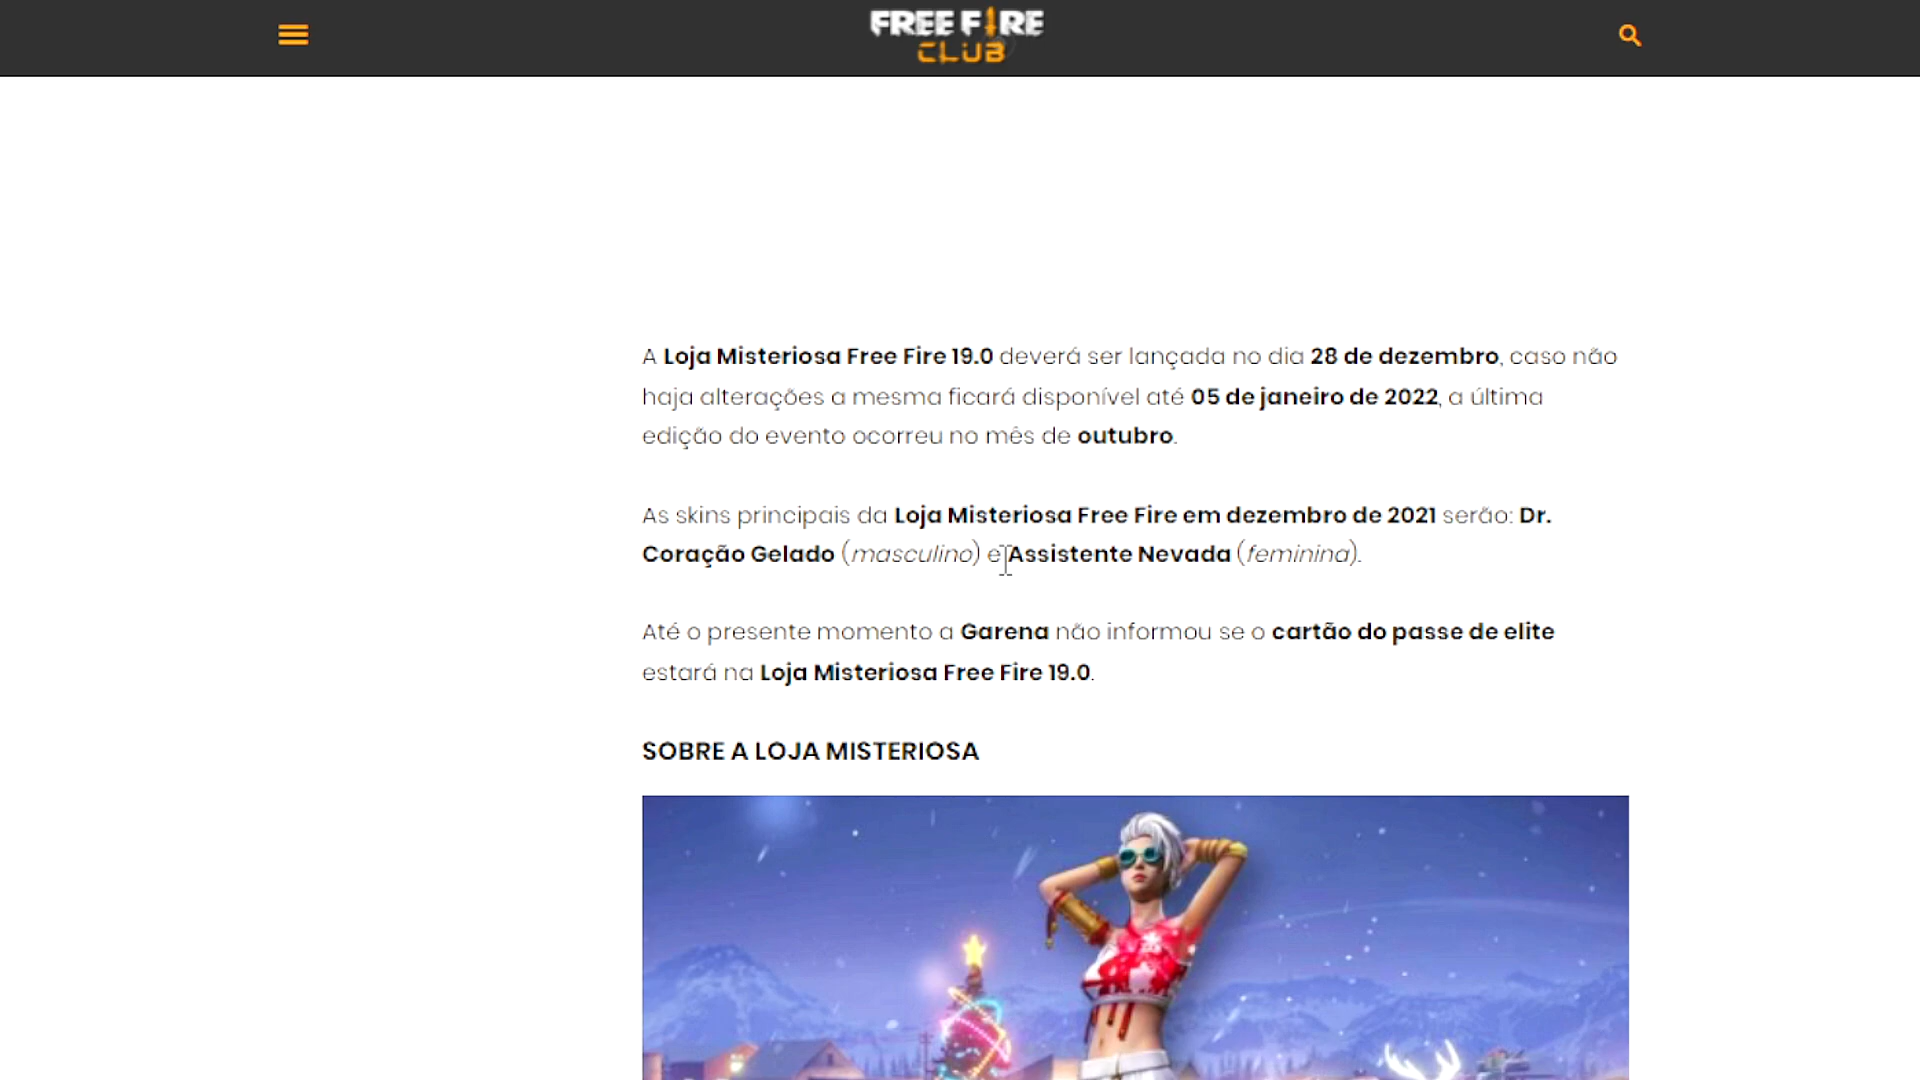 FREE FIRE
CLUB
A Loja Misteriosa Free Fire 19.0 deverá ser lançada no dia 28 de dezembro, caso não
haja alterações a mesma ficará disponível até 05 de janeiro de 2022, a última
edição do evento ocorreu no mês de outubro.
As skins principais da Loja Misteriosa Free Fire em dezembro de 2021 serão: Dr.
Coração Gelado (masculino) e Assistente Nevada (feminina).
Até o presente momento a Garena não informou se o cartão do passe de elite
estará na Loja Misteriosa Free Fire 19.0.
SOBRE A LOJA MISTERIOSA